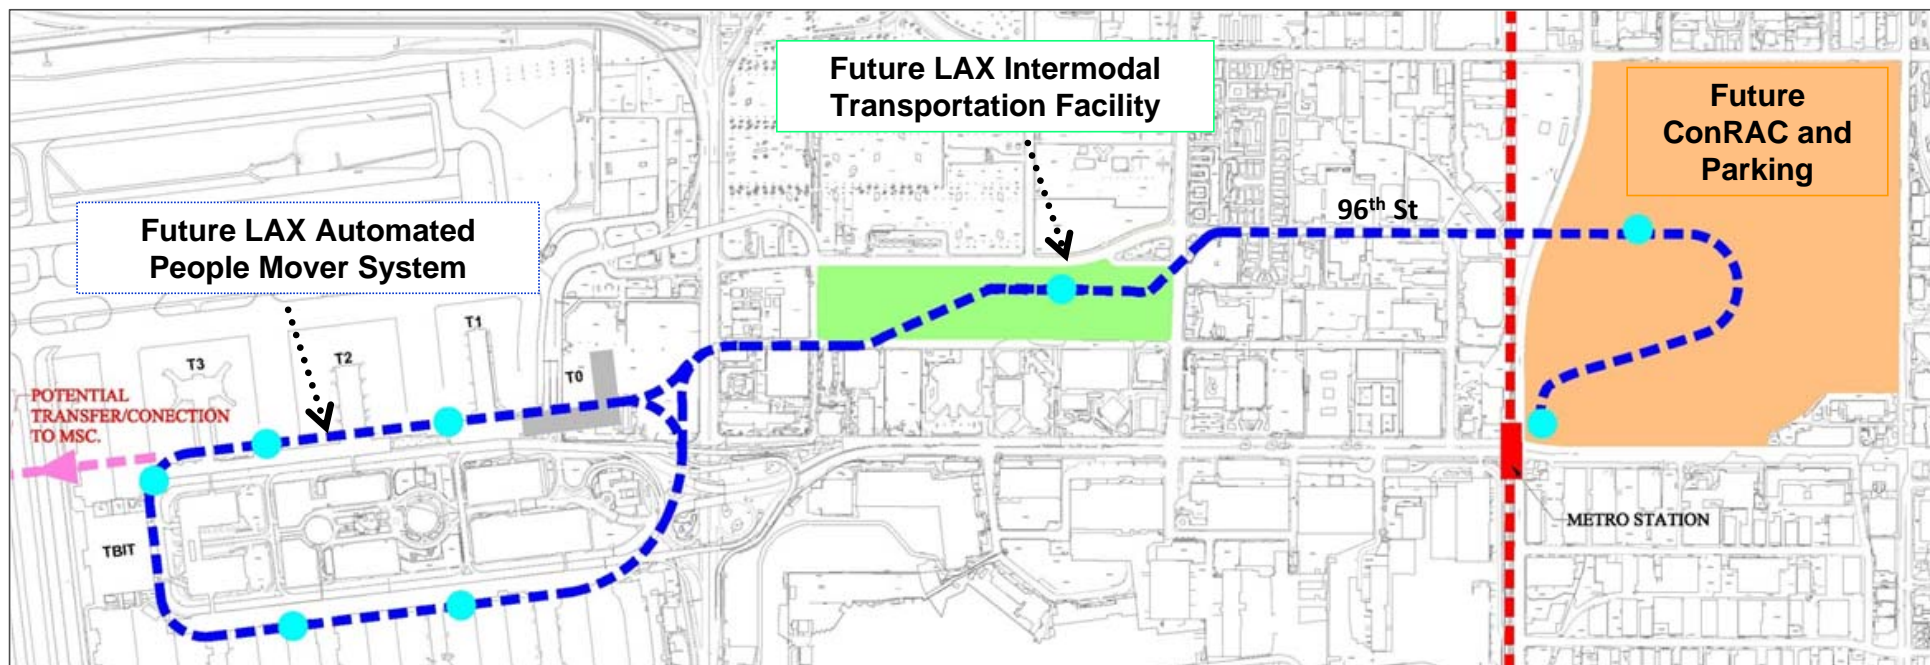 Future LAX Intermodal
Transportation Facility
Future
ConRAC and
Parking
96th St
Future LAX Automated
People Mover System
T1
T2
T3
T0
POTENTIAL
TRANSFER/CONECTION
TO MSC.
TBIT
METRO STATION